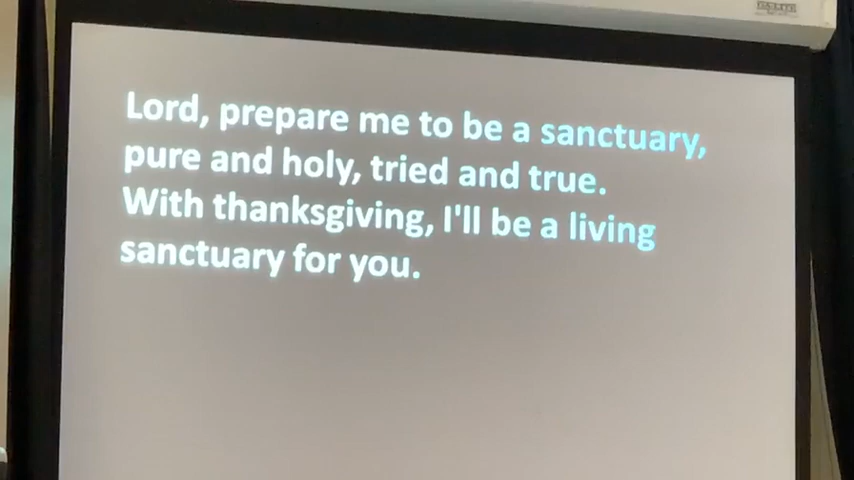 Lord, prepare me to be a sanctuary,
pure and holy, tried and true.
With thanksgiving, I'll be a living
sanctuary for you.